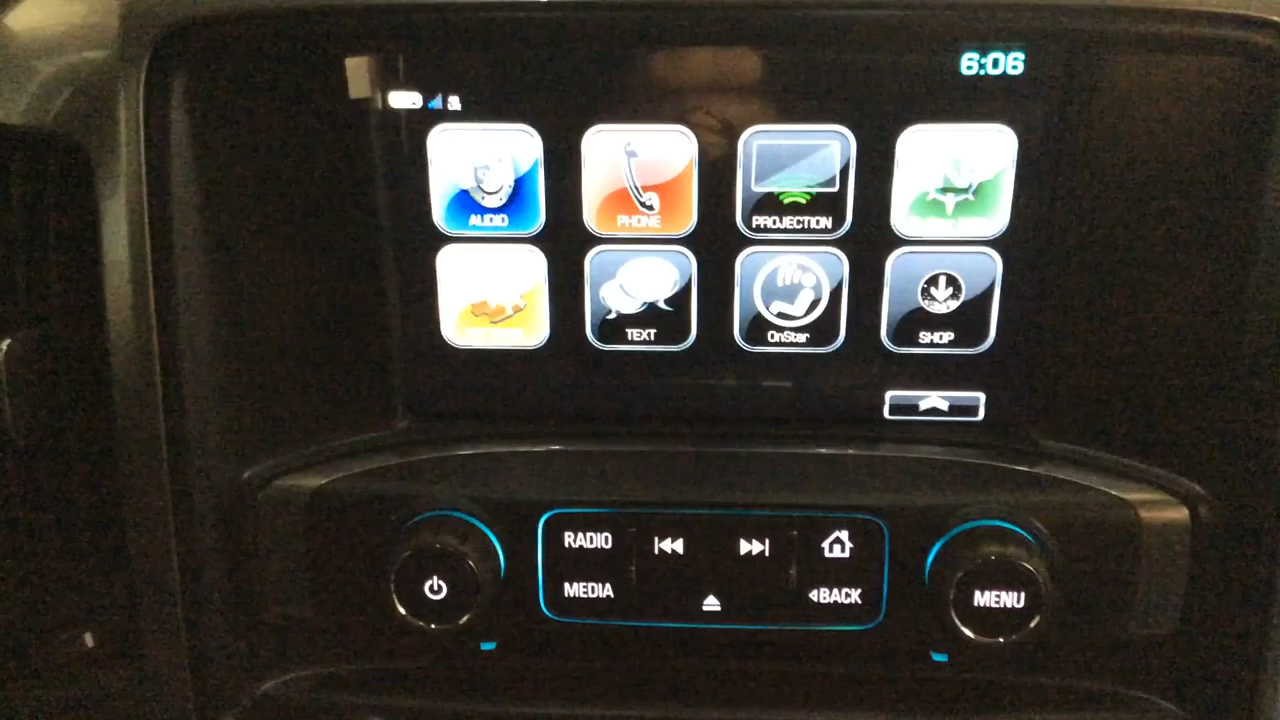 6:06
AUDIO
PHONE
PROJECTION
TEXT
OnStar
SHOP
RADIO
MEDIA
BACK
MENU